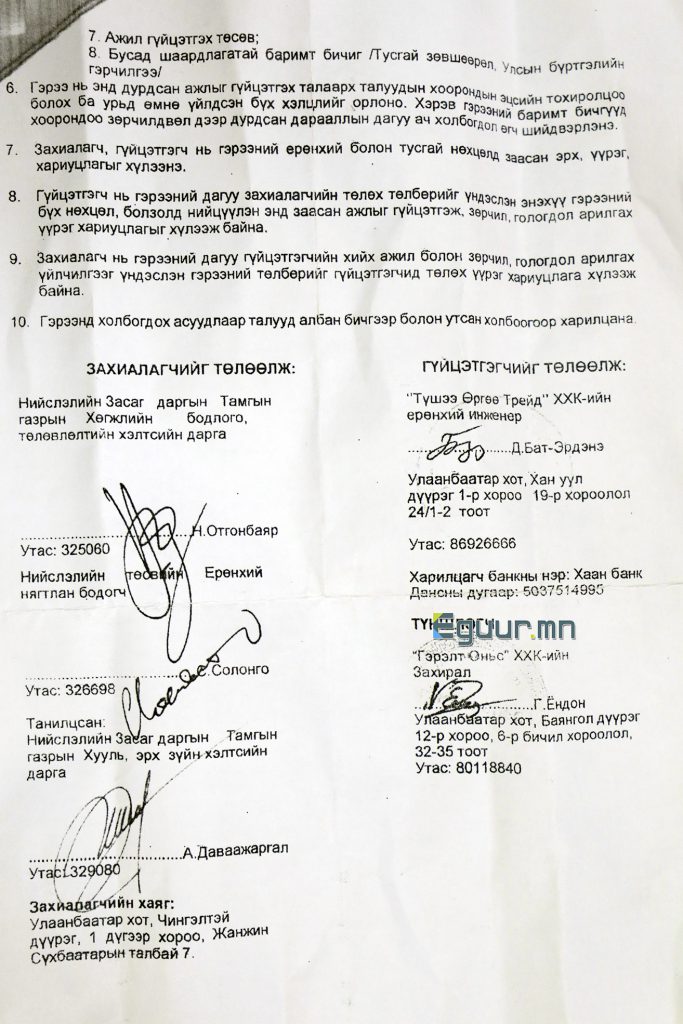 7. Ажил гүйцэтгэх төсөв;
8. Бусад шаардлагатай баримт бичиг /Тусгай зөвшөөрөл, Улсын бүртгэлийн
гэрчилгээ/
6. Гэрээ нь энд дурдсан ажлыг гүйцэтгэх талаарх талуудын хоорондын эцсийн тохиролцоо
болох ба урьд өмнө үйлдсэн бүх хэлцлийг орлоно. Хэрэв гэрээний баримт бичгүүд
хоорондоо зөрчилдвөл дээр дурдсан дарааллын дагуу ач холбогдол өгч шийдвэрлэнэ.
7. Захиалагч, гүйцэтгэгч нь гэрээний ерөнхий болон тусгай нөхцөлд заасан эрх, үүрэг,
хариуцлагыг хүлээнэ.
8. Гүйцэтгэгч нь гэрээний дагуу захиалагчийн төлөх төлбөрийг үндэслэн энэхүү гэрээний
бүх нөхцөл, болзолд нийцүүлэн энд заасан ажлыг гүйцэтгэж, зөрчил, гологдол арилгах
үүрэг хариуцлагыг хүлээж байна.
9. Захиалагч нь гэрээний дагуу гүйцэтгэгчийн хийх ажил болон зөрчил, гологдол арилгах
үйлчилгээг үндэслэн гэрээний төлбөрийг гүйцэтгэгчид төлөх үүрэг хариуцлага хүлээж
байна.
10. Гэрээнд холбогдох асуудлаар талууд албан бичгээр болон утсан холбоогоор харилцана.
ЗАХИАЛАГЧИЙГ ТӨЛӨӨЛЖ:
Нийслэлийн Засаг даргын Тамгын
газрын Хөгжлийн бодлого,
төлөвлөлтийн хэлтсийн дарга
Н.Отгонбаяр
Утас: 325060
Нийслэлийн төсвийн Ерөнхий
нягтлан бодогч
С.Солонго
Утас: 326698
Танилцсан:
Нийслэлийн Засаг даргын Тамгын
газрын Хууль, эрх зүйн хэлтсийн
дарга
А.Даваажаргал
Утас: 329080
Захиалагчийн хаяг:
Улаанбаатар хот, Чингэлтэй
дүүрэг, 1 дүгээр хороо, Жанжин
Сүхбаатарын талбай 7.
ГҮЙЦЭТГЭГЧИЙГ ТӨЛӨӨЛЖ:
"Түшээ Өргөө Трейд" ХХК-ийн
ерөнхий инженер
Д.Бат-Эрдэнэ
Улаанбаатар хот, Хан уул
дүүрэг 1-р хороо 19-р хороолол
24/1-2 тоот
Утас: 86926666
Харилцагч банкны нэр: Хаан банк
Дансны дугаар: 5037514995
Eguur.mn
"Гэрэлт Оньс" ХХК-ийн
Захирал
Г.Ёндон
Улаанбаатар хот, Баянгол дүүрэг
12-р хороо, 6-р бичил хороолол,
32-35 тоот
Утас: 80118840